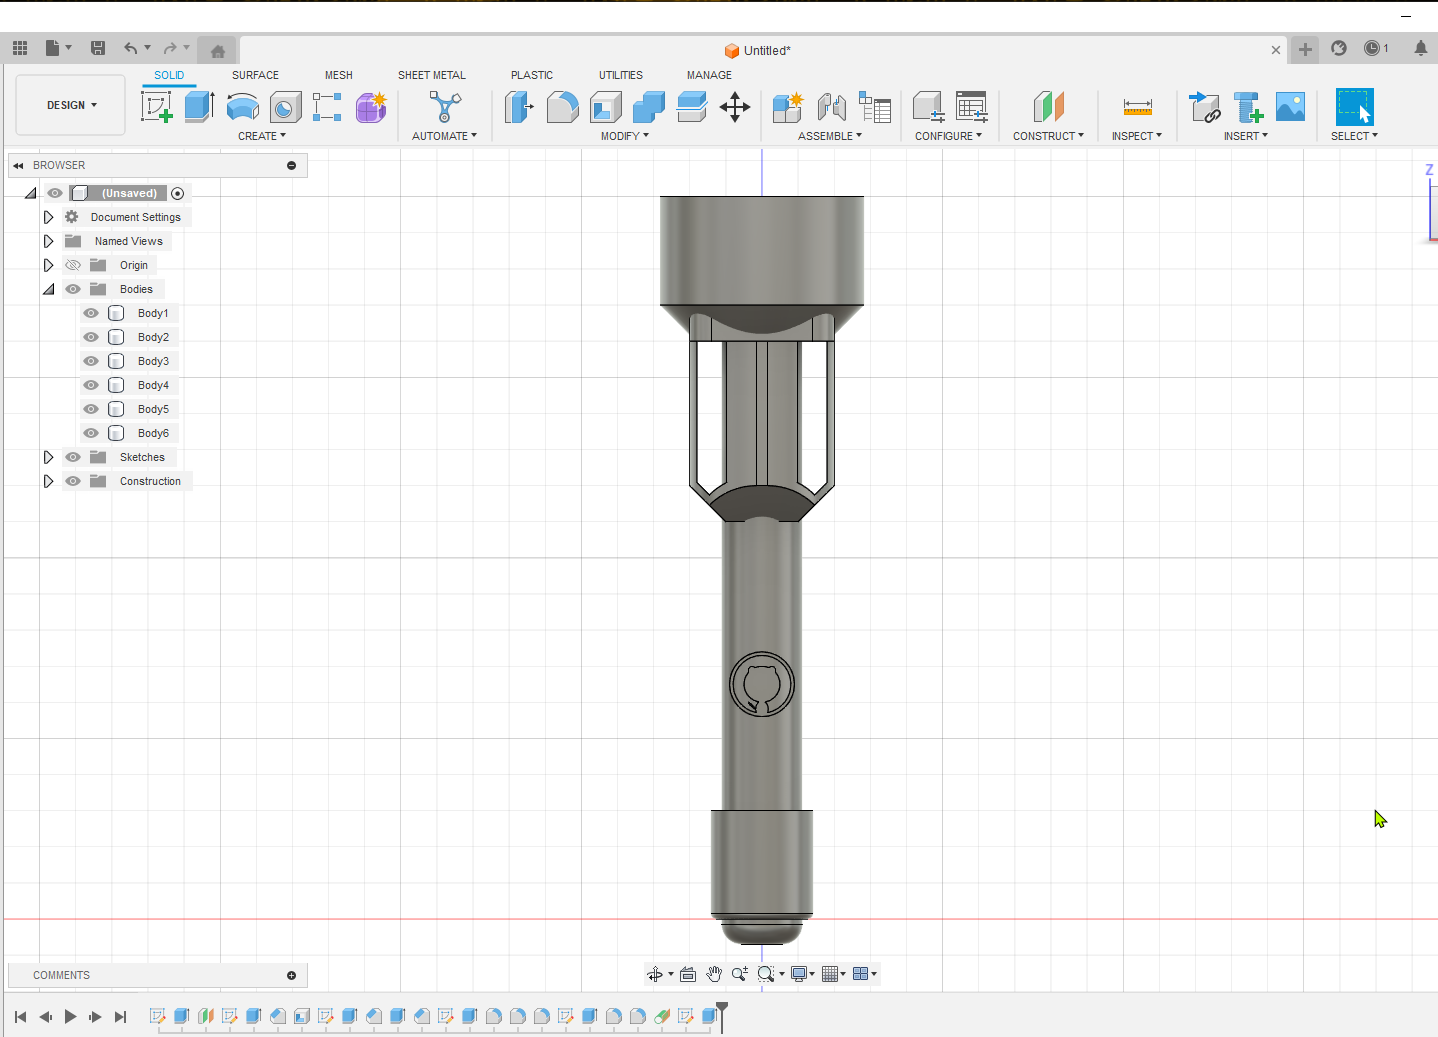 Untitled*
1
DESIGN
SOLID
SURFACE
MESH
SHEET METAL
PLASTIC
UTILITIES
MANAGE
CREATE
AUTOMATE
MODIFY
ASSEMBLE
CONFIGURE
CONSTRUCT
INSPECT
INSERT
SELECT
BROWSER
(Unsaved)
Document Settings
Named Views
Origin
Bodies
Body1
Body2
Body3
Body4
Body5
Body6
Sketches
Construction
Z
COMMENTS